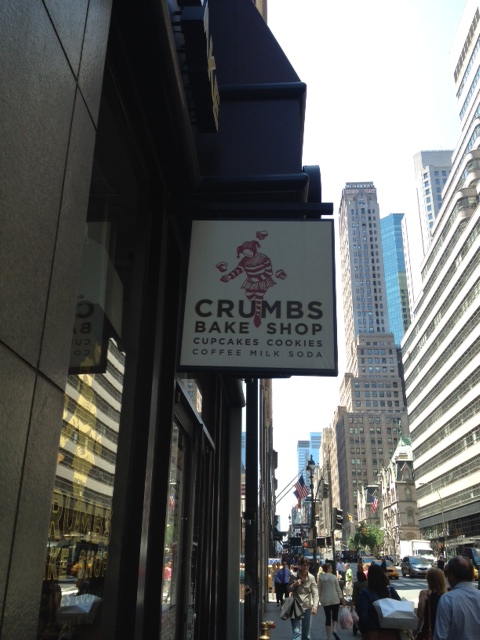 CRUMBS
BAKE SHOP
CUPCAKES COOKIES
COFFEE MILK SODA